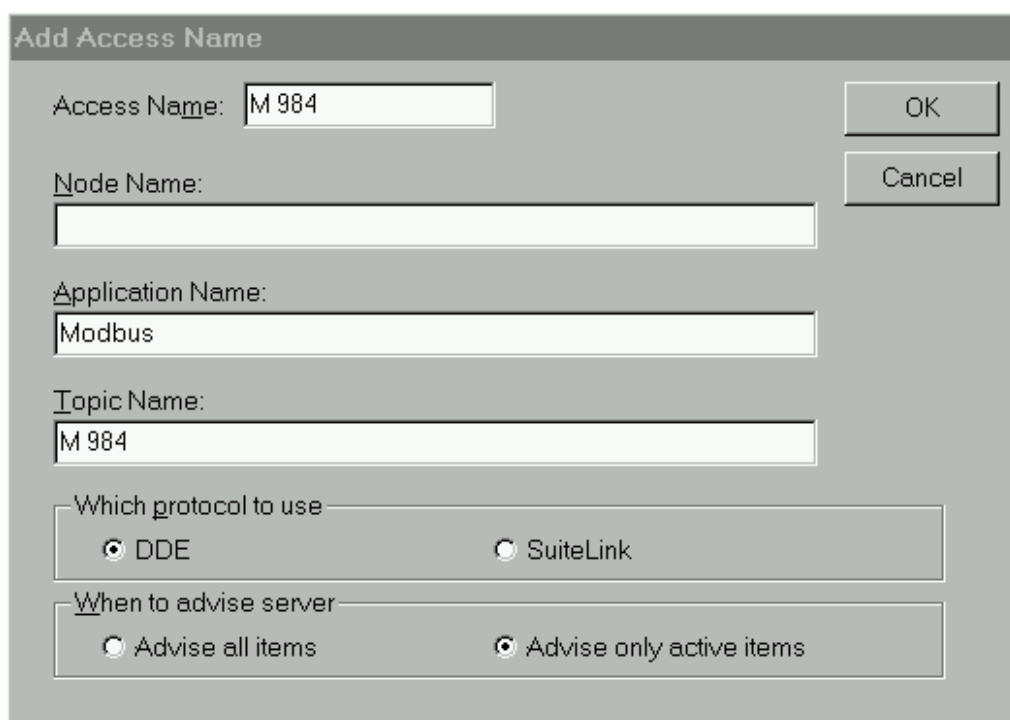 Add Access Name
Access Name: M 984
OK
Cancel
Node Name:
Application Name:
Modbus
Topic Name:
M 984
Which protocol to use
DDE SuiteLink
When to advise server
Advise all items Advise only active items